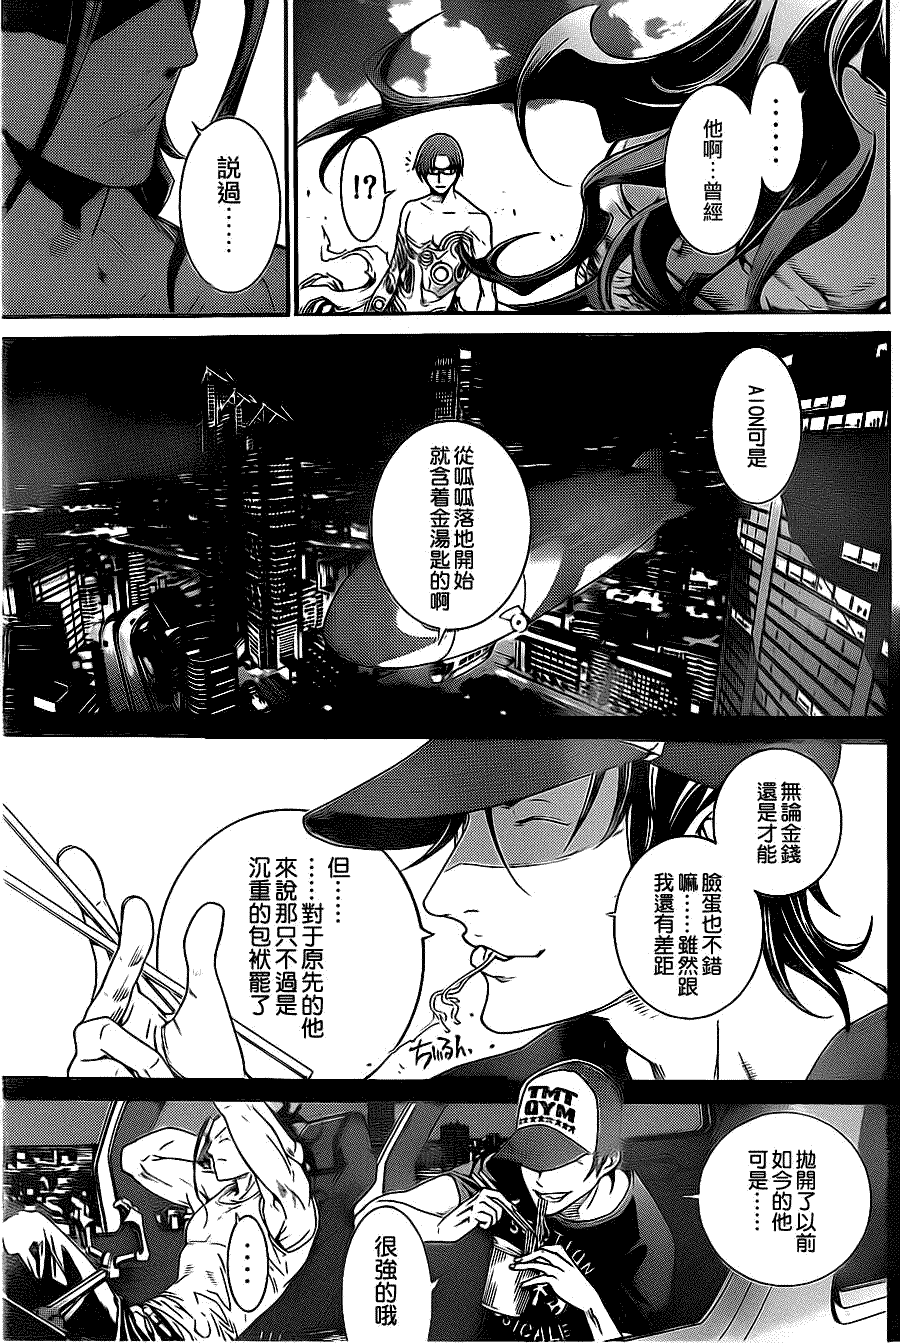 ……
他啊…曾經
!?
説過……
AION可是
從呱呱落地開始
就含着金湯匙的啊
無論金錢
還是才能
臉蛋也不錯
嘛……雖然跟
我還有差距
但……
……對于原先的他
來說那只不過是
沉重的包袱罷了
ちゅるん
拋開了以前
如今的他
可是……
TMT
GYM
很強的哦
…
SICALE